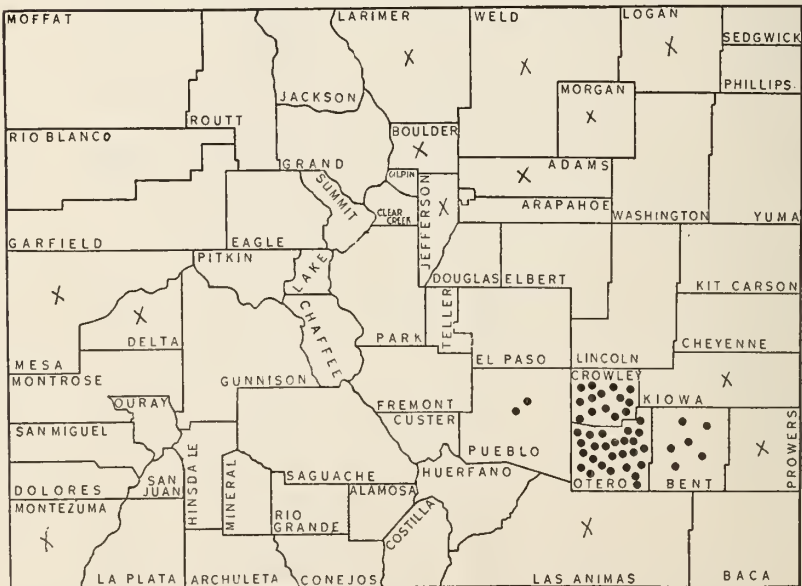 MOFFAT
LARIMER
WELD
LOGAN
SEDGWICK
PHILLIPS
JACKSON
MORGAN
ROUTT
RIO BLANCO
BOULDER
GRAND
GILPIN
ADAMS
SUMMIT
CLEAR
CREEK
JEFFERSON
ARAPAHOE
WASHINGTON
YUMA
GARFIELD
EAGLE
PITKIN
LAKE
DOUGLAS
ELBERT
KIT CARSON
CHAFFEE
TELLER
PARK
DELTA
CHEYENNE
MESA
EL PASO
LINCOLN
MONTROSE
GUNNISON
CROWLEY
OURAY
FREMONT
KIOWA
CUSTER
SAN MIGUEL
PUEBLO
PROWERS
HINSDALE
MINERAL
SAGUACHE
HUERFANO
DOLORES
SAN
JUAN
ALAMOSA
OTERO
BENT
MONTEZUMA
RIO
GRANDE
COSTILLA
LA PLATA
ARCHULETA
CONEJOS
LAS ANIMAS
BACA